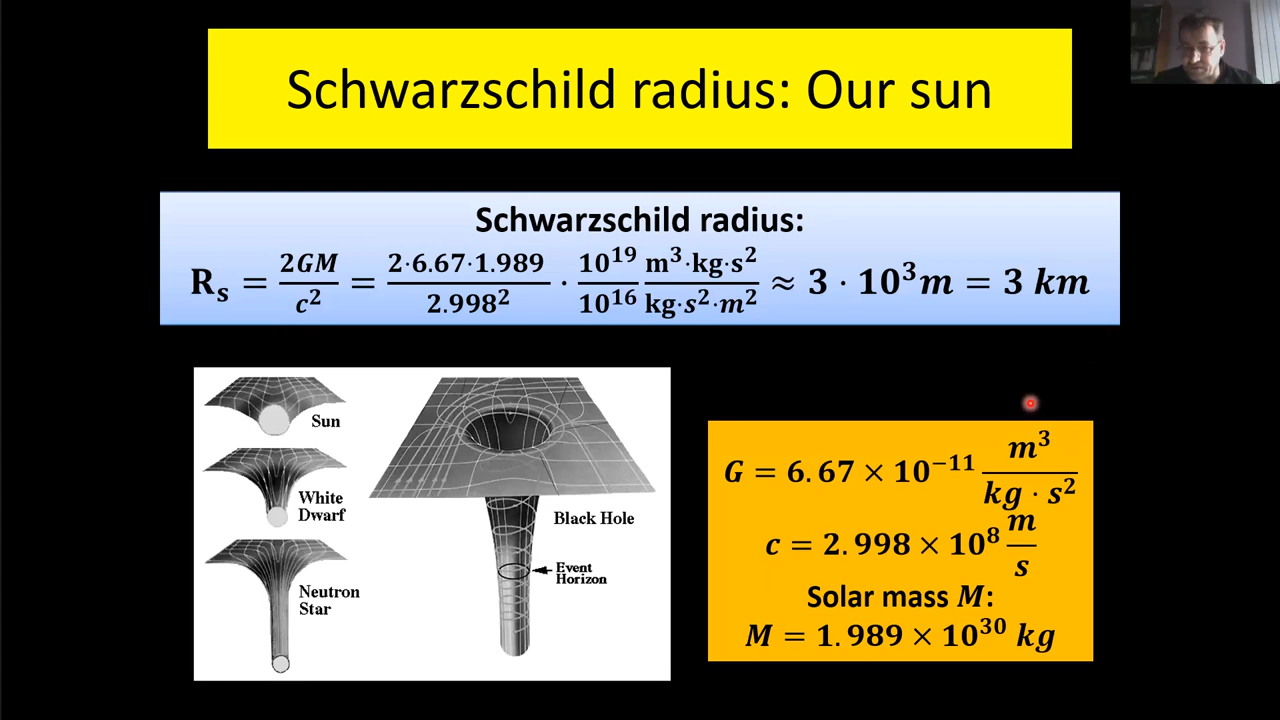 Schwarzschild radius: Our sun
Schwarzschild radius:
R_s = 2GM/c² = 2·6.67·1.989/2.998² · 10¹⁹/10¹⁶ m³·kg·s²/kg·s²·m² ≈ 3 · 10³m = 3 km
Sun
White
Dwarf
Neutron
Star
Black Hole
Event
Horizon
G = 6.67 × 10⁻¹¹ m³/kg · s²
c = 2.998 × 10⁸ m/s
Solar mass M:
M = 1.989 × 10³⁰ kg